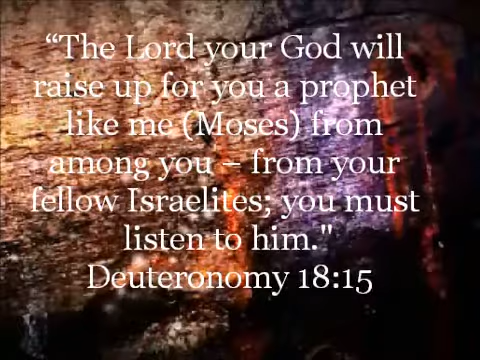 “The Lord your God will
raise up for you a prophet
like me (Moses) from
among you – from your
fellow Israelites; you must
listen to him."
Deuteronomy 18:15